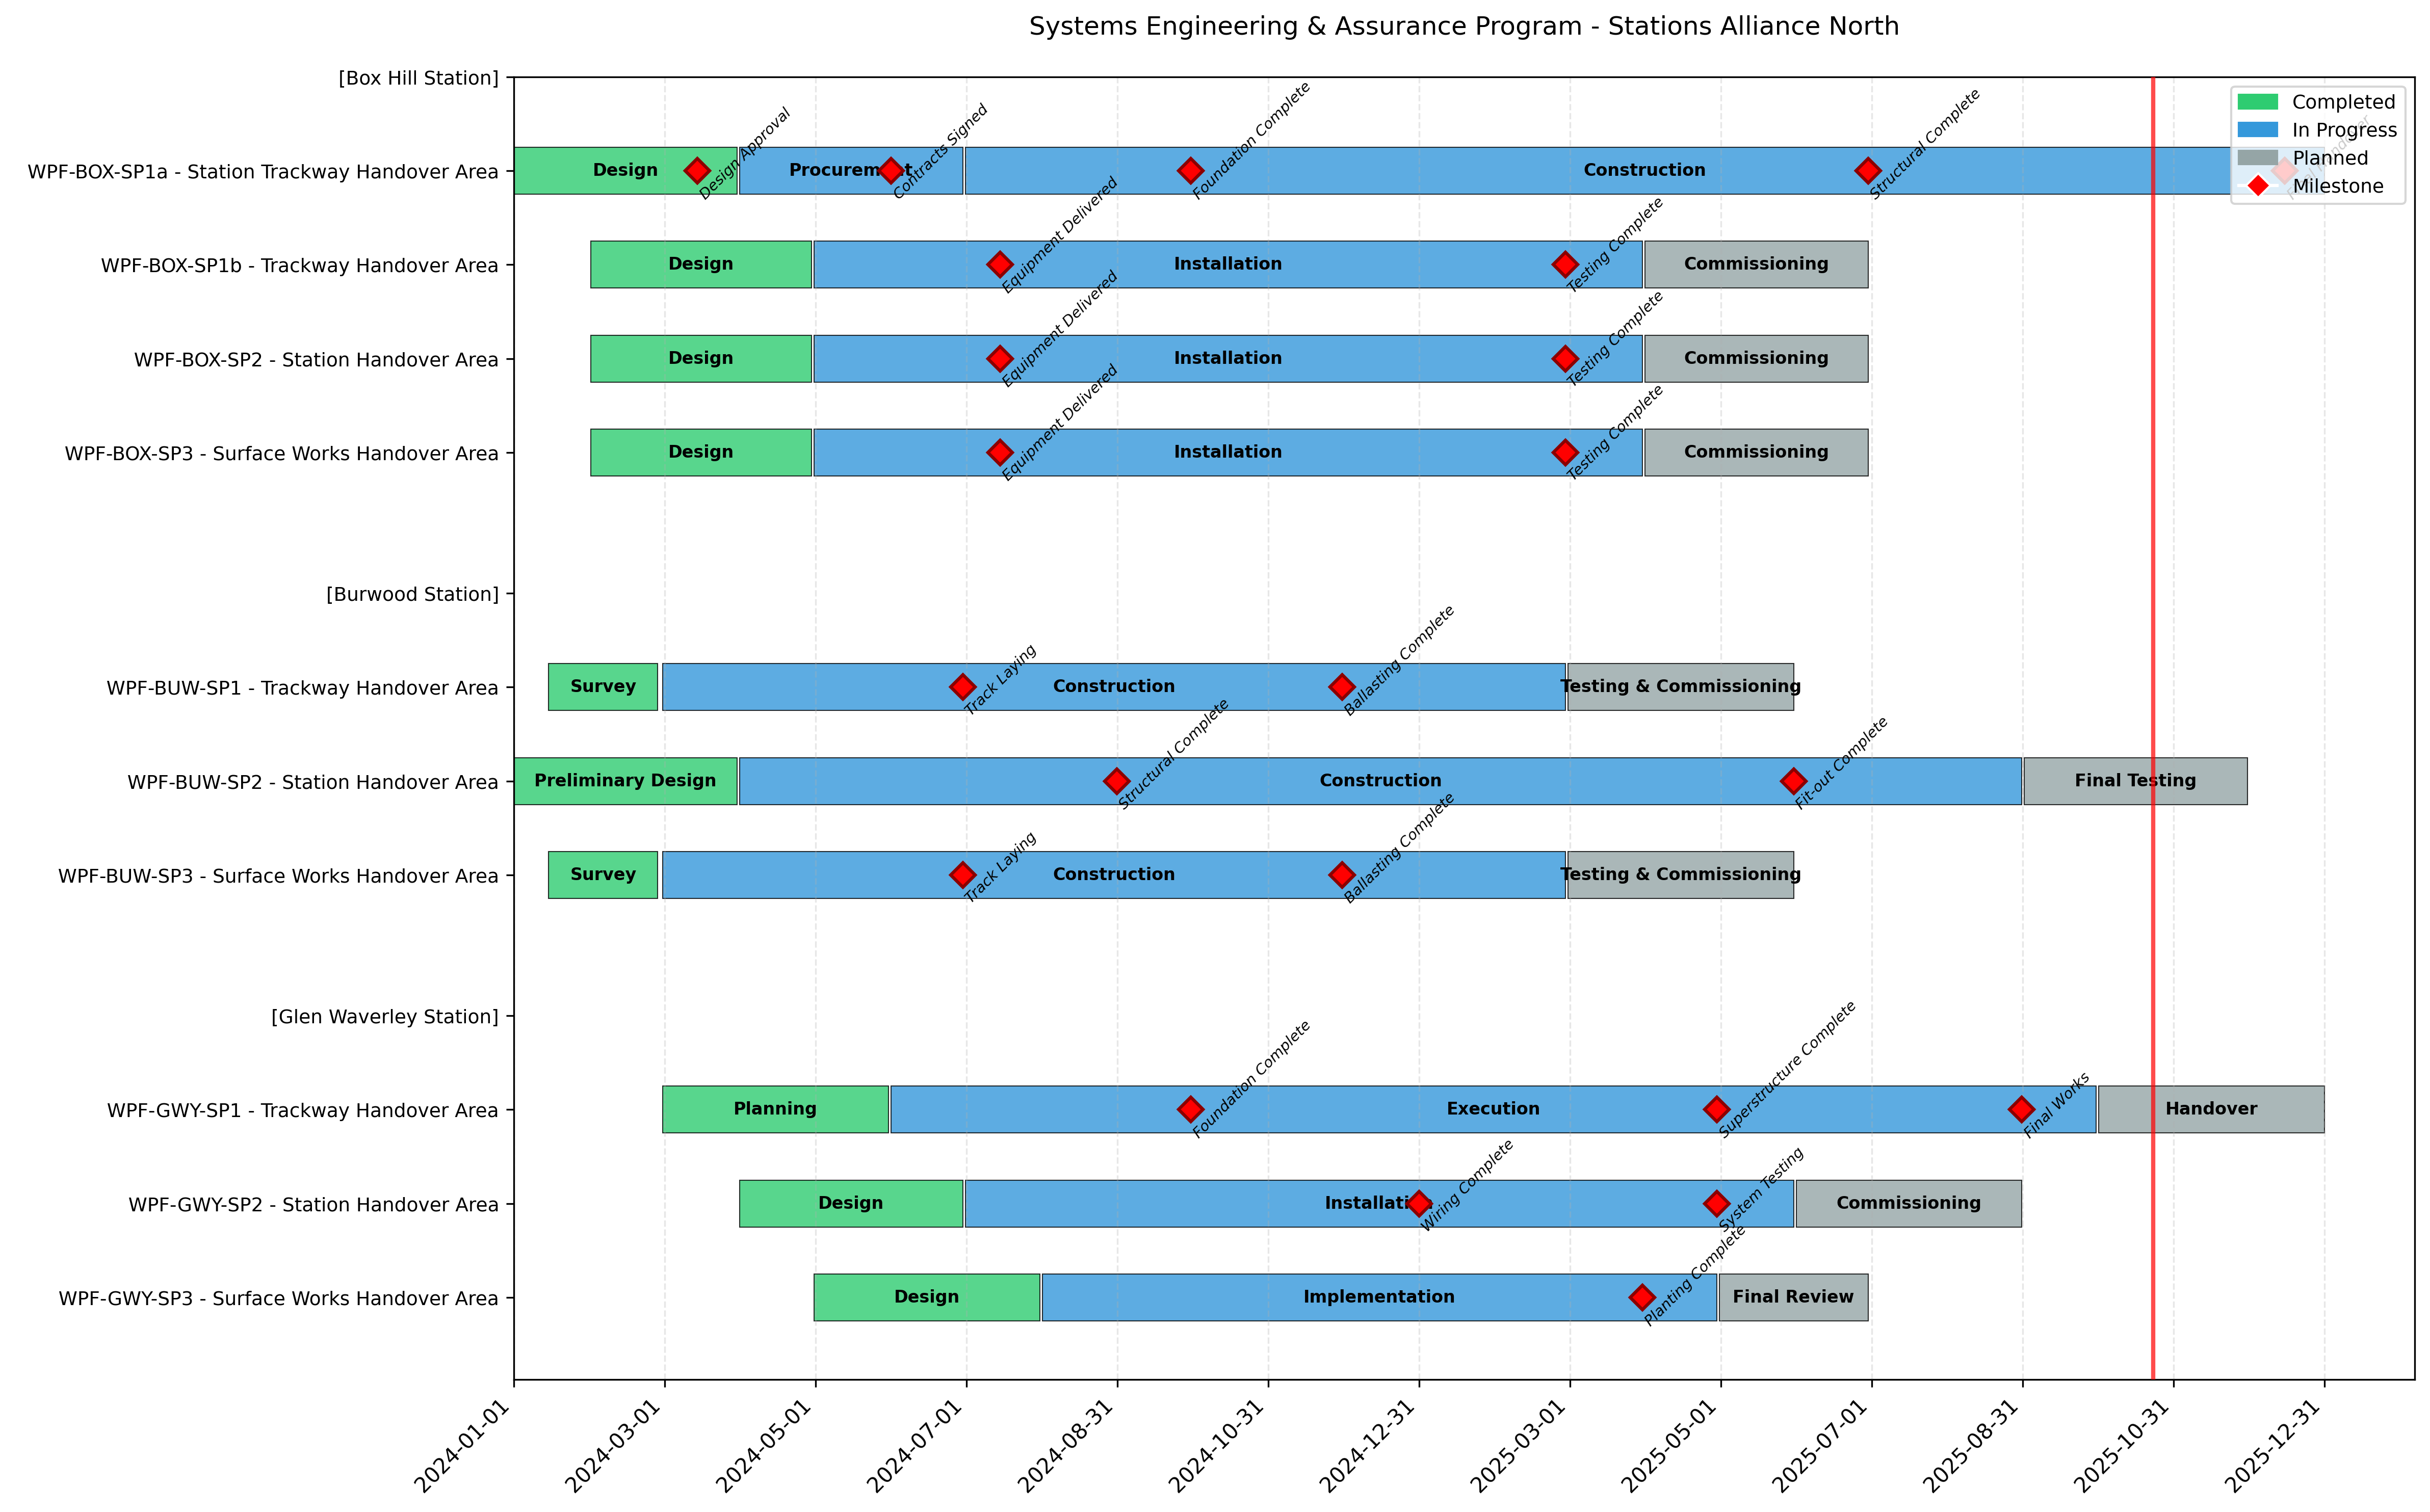 Systems Engineering & Assurance Program - Stations Alliance North
[Box Hill Station]
Completed
In Progress
Planned
Milestone
WPF-BOX-SP1a - Station Trackway Handover Area
Design
Design Approval
Procurement
Contracts Signed
Foundation Complete
Construction
Structural Complete
Final Handover
WPF-BOX-SP1b - Trackway Handover Area
Design
Equipment Delivered
Installation
Testing Complete
Commissioning
WPF-BOX-SP2 - Station Handover Area
Design
Equipment Delivered
Installation
Testing Complete
Commissioning
WPF-BOX-SP3 - Surface Works Handover Area
Design
Equipment Delivered
Installation
Testing Complete
Commissioning
[Burwood Station]
WPF-BUW-SP1 - Trackway Handover Area
Survey
Track Laying
Construction
Ballasting Complete
Testing & Commissioning
WPF-BUW-SP2 - Station Handover Area
Preliminary Design
Structural Complete
Construction
Fit-out Complete
Final Testing
WPF-BUW-SP3 - Surface Works Handover Area
Survey
Track Laying
Construction
Ballasting Complete
Testing & Commissioning
[Glen Waverley Station]
WPF-GWY-SP1 - Trackway Handover Area
Planning
Foundation Complete
Execution
Superstructure Complete
Final Works
Handover
WPF-GWY-SP2 - Station Handover Area
Design
Installation
Wiring Complete
System Testing
Commissioning
WPF-GWY-SP3 - Surface Works Handover Area
Design
Implementation
Planting Complete
Final Review
2024-01-01
2024-03-01
2024-05-01
2024-07-01
2024-08-31
2024-10-31
2024-12-31
2025-03-01
2025-05-01
2025-07-01
2025-08-31
2025-10-31
2025-12-31